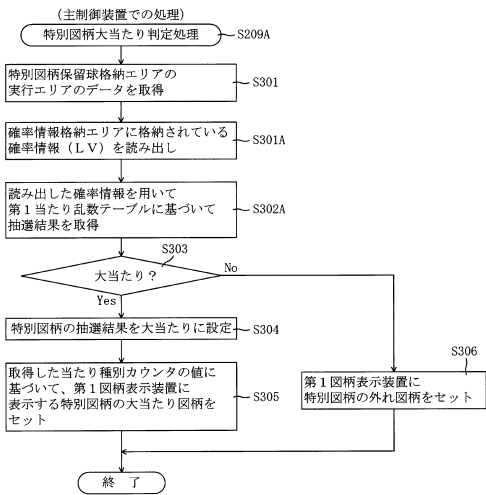 （主制御装置での処理）
特別図柄大当たり判定処理
S209A
特別図柄保留球格納エリアの
実行エリアのデータを取得
S301
確率情報格納エリアに格納されている
確率情報（ＬＶ）を読み出し
S301A
読み出した確率情報を用いて
第１当たり乱数テーブルに基づいて
抽選結果を取得
S302A
S303
大当たり？
No
Yes
特別図柄の抽選結果を大当たりに設定
S304
取得した当たり種別カウンタの値に
基づいて、第１図柄表示装置に
表示する特別図柄の大当たり図柄を
セット
S305
S306
第１図柄表示装置に
特別図柄の外れ図柄をセット
終　了